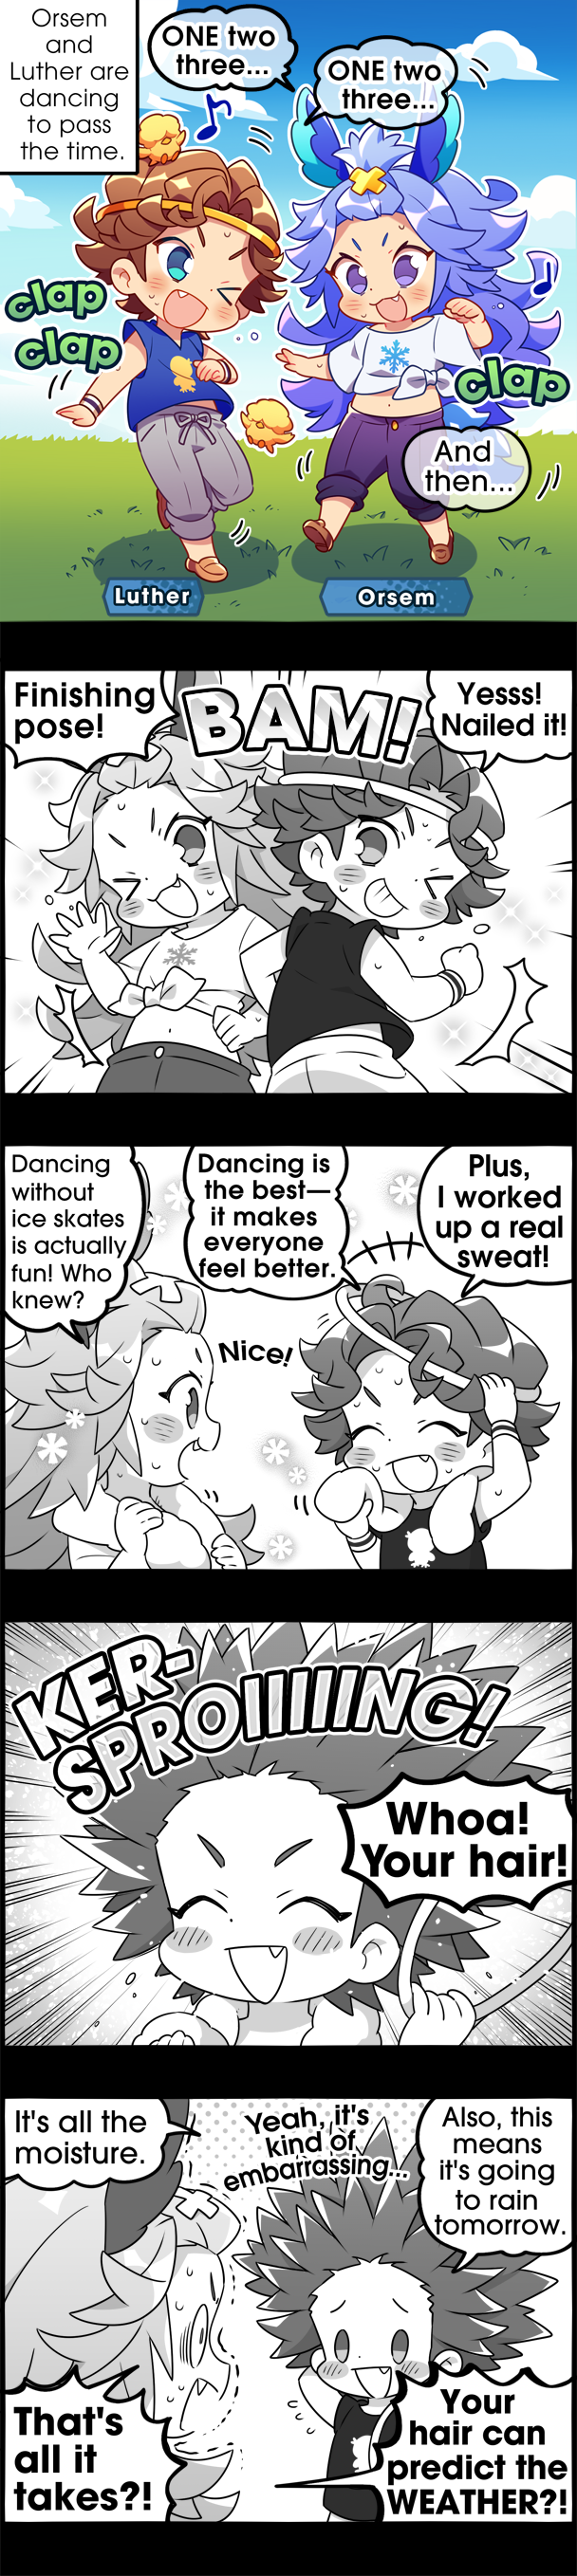 Orsem
and
Luther are
dancing
to pass
the time.
ONE two
three...
ONE two
three...
clap
clap
clap
And
then...
Luther
Orsem
Finishing
pose!
BAM!
Yesss!
Nailed it!
Dancing
without
ice skates
is actually
fun! Who
knew?
Dancing is
the best—
it makes
everyone
feel better.
Plus,
I worked
up a real
sweat!
Nice!
KER-
SPROIIIIIING!
Whoa!
Your hair!
It's all the
moisture.
Yeah, it's
kind of
embarrassing...
Also, this
means
it's going
to rain
tomorrow.
That's
all it
takes?!
Your
hair can
predict the
WEATHER?!